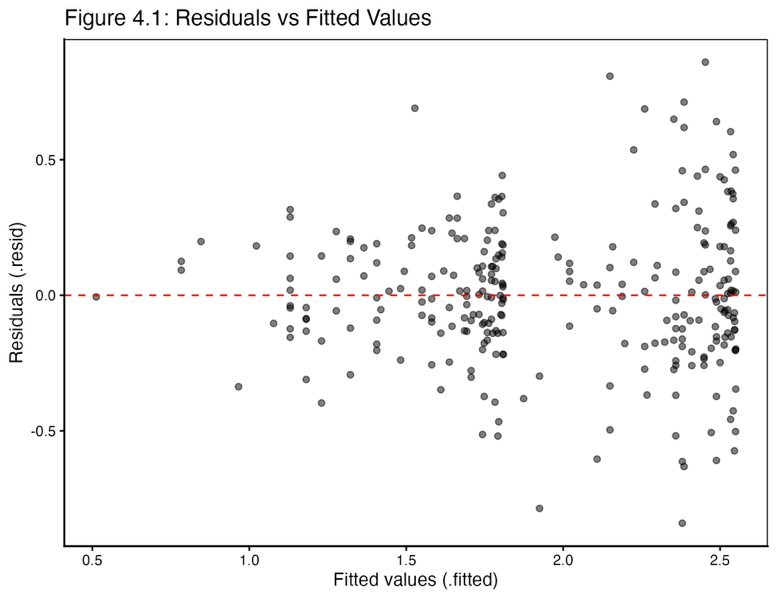 Figure 4.1: Residuals vs Fitted Values
0.5
0.0
-0.5
Residuals (.resid)
0.5 1.0 1.5 2.0 2.5
Fitted values (.fitted)